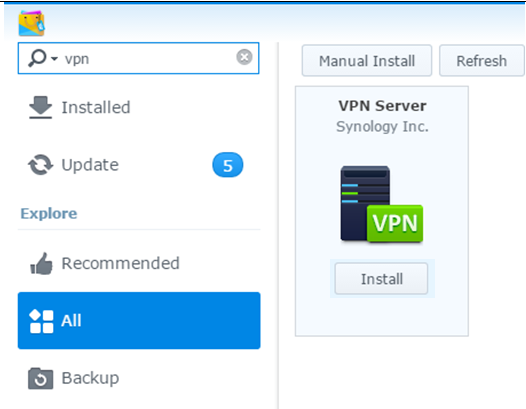 vpn
Manual Install
Refresh
Installed
Update
5
Explore
Recommended
All
Backup
VPN Server
Synology Inc.
VPN
Install